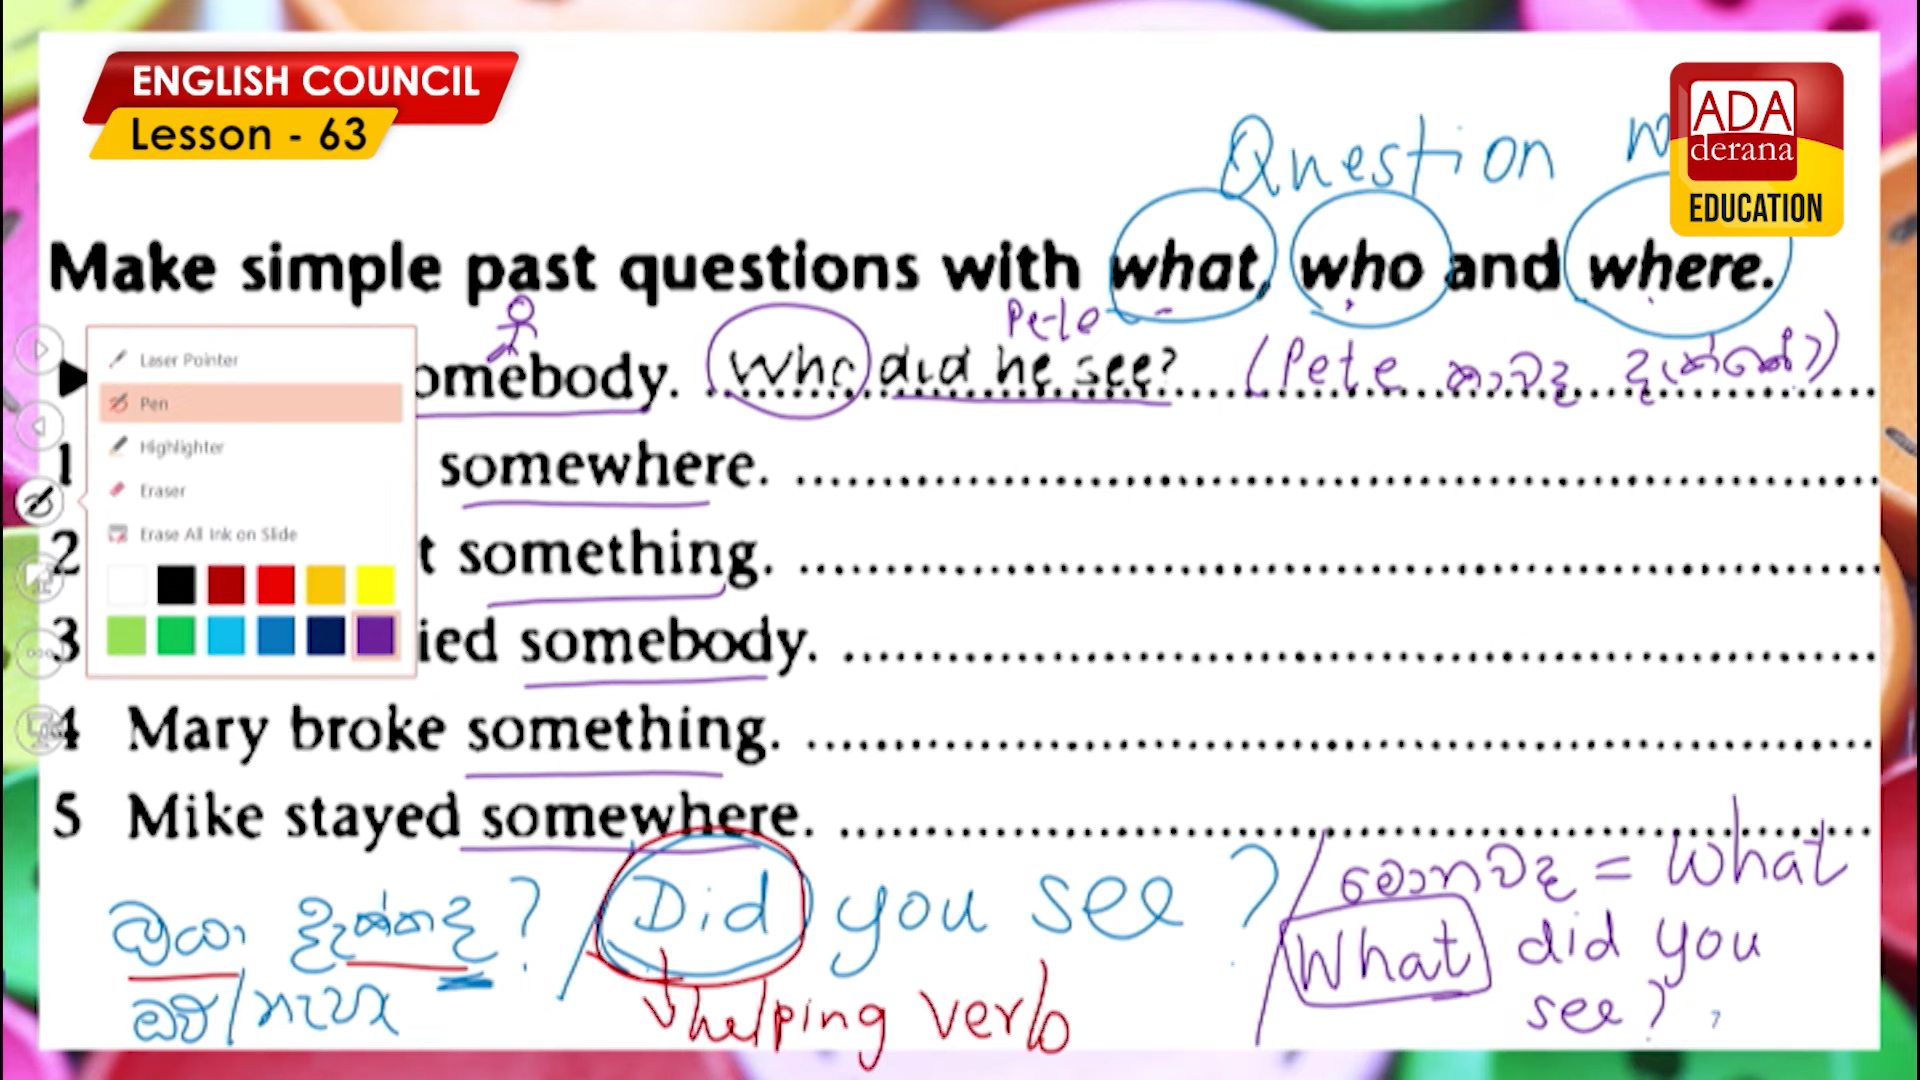 ENGLISH COUNCIL
Lesson - 63
ADA
derana
EDUCATION
Question
Make simple past questions with what, who and where.
Pete
omebody. Who did he see? (Pete කාවද දැක්කේ?)
1 somewhere.
2 t something.
3 ied somebody.
4 Mary broke something.
5 Mike stayed somewhere.
Laser Pointer
Pen
Highlighter
Eraser
Erase All Ink on Slide
ඔයා දැක්කද? Did you see?
ඔව්/නැහැ
helping verb
මොනවද = What
What did you
see?